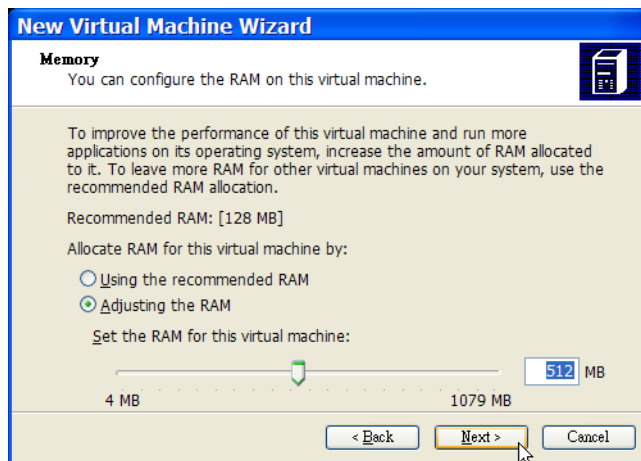 New Virtual Machine Wizard
Memory
You can configure the RAM on this virtual machine.
To improve the performance of this virtual machine and run more
applications on its operating system, increase the amount of RAM allocated
to it. To leave more RAM for other virtual machines on your system, use the
recommended RAM allocation.
Recommended RAM: [128 MB]
Allocate RAM for this virtual machine by:
Using the recommended RAM
Adjusting the RAM
Set the RAM for this virtual machine:
512 MB
4 MB 1079 MB
< Back Next > Cancel